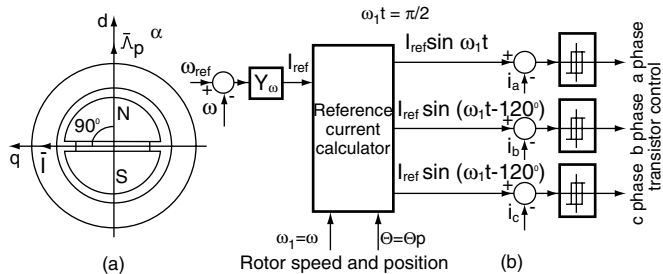 d
Λ̄p α
90°
N
S
q
Ī
(a)
ω1t = π/2
ωref
+
-
ω
Yω
Iref
Reference
current
calculator
Iref sin ω1t
Iref sin (ω1t-120°)
Iref sin (ω1t-120°)
+
ia
-
+
ib
-
+
ic
-
c phase b phase a phase
transistor control
ω1=ω
Θ=Θp
Rotor speed and position
(b)